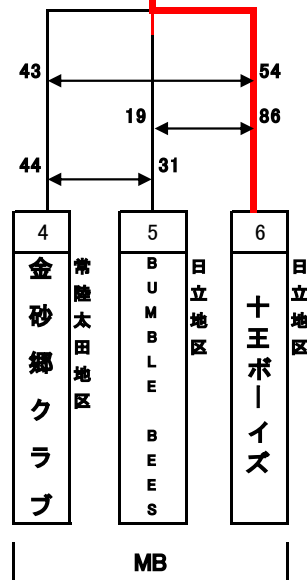 43 54
19 86
44 31
4 5 6
金砂郷クラブ
常陸太田地区
BUMBLE BEES
日立地区
十王ボーイズ
日立地区
MB